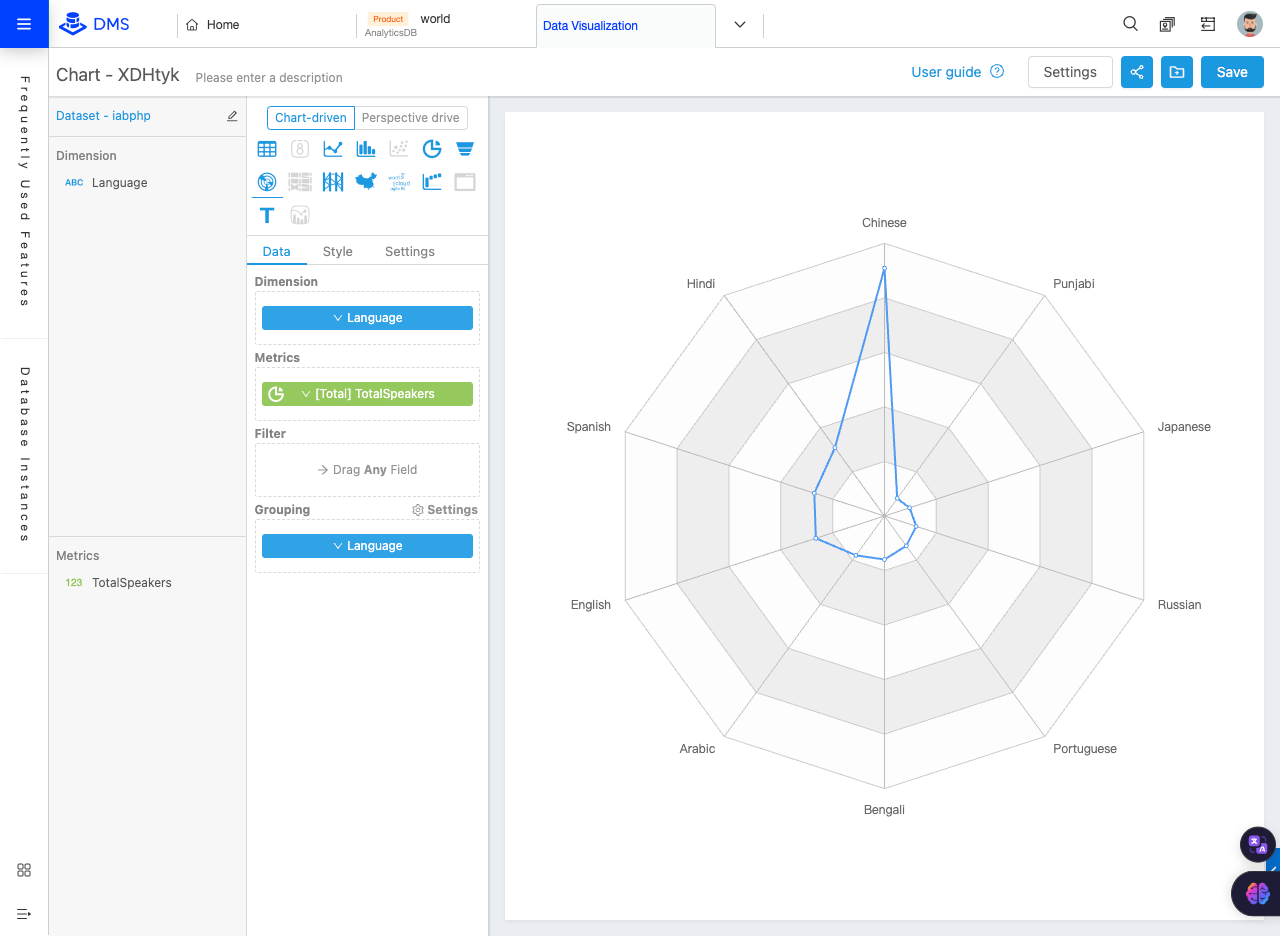 DMS
Home
Product
world
AnalyticsDB
Data Visualization
Chart - XDHtyk
Please enter a description
User guide
Settings
Save
Frequently Used Features
Database Instances
Dataset - iabphp
Dimension
ABC Language
Metrics
123 TotalSpeakers
Chart-driven
Perspective drive
8
word
cloud
T
Data
Style
Settings
Dimension
Language
Metrics
[Total] TotalSpeakers
Filter
Drag Any Field
Grouping
Settings
Language
Chinese
Hindi
Punjabi
Spanish
Japanese
English
Russian
Arabic
Portuguese
Bengali